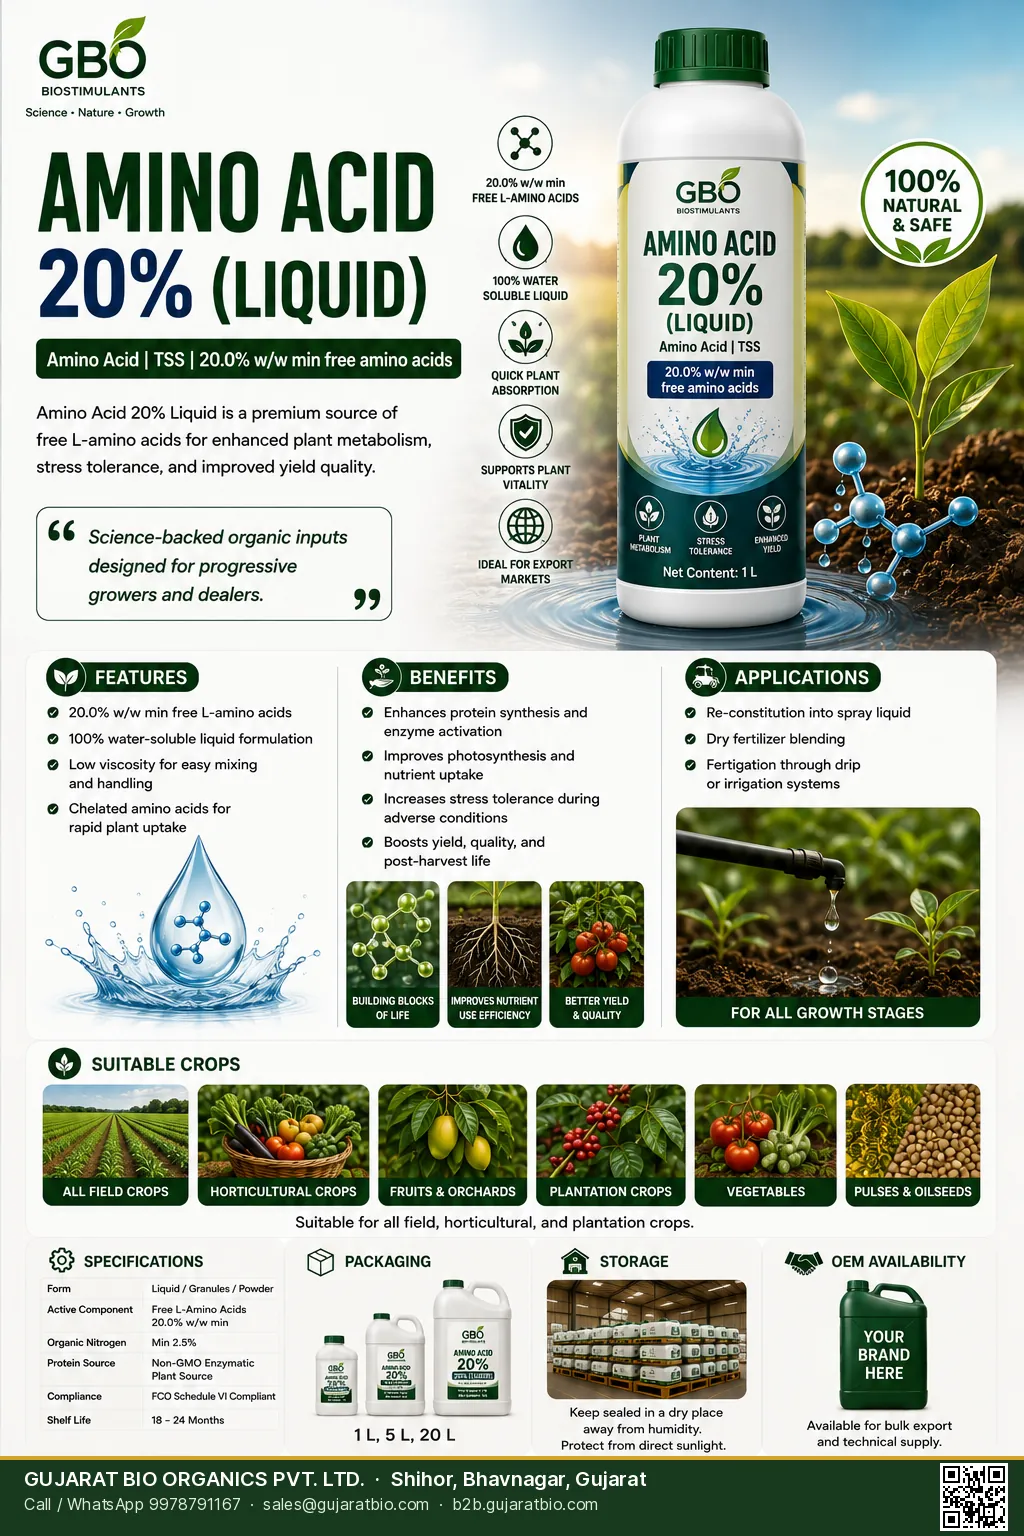 GBO
BIOSTIMULANTS
Science • Nature • Growth
AMINO ACID
20% (LIQUID)
Amino Acid | TSS | 20.0% w/w min free amino acids
Amino Acid 20% Liquid is a premium source of
free L-amino acids for enhanced plant metabolism,
stress tolerance, and improved yield quality.
“ Science-backed organic inputs
designed for progressive
growers and dealers. ”
20.0% w/w min
FREE L-AMINO ACIDS
100% WATER
SOLUBLE LIQUID
QUICK PLANT
ABSORPTION
SUPPORTS PLANT
VITALITY
IDEAL FOR EXPORT
MARKETS
GBO
BIOSTIMULANTS
AMINO ACID
20%
(LIQUID)
Amino Acid | TSS
20.0% w/w min
free amino acids
PLANT
METABOLISM
STRESS
TOLERANCE
ENHANCED
YIELD
Net Content: 1 L
100%
NATURAL
& SAFE
FEATURES
20.0% w/w min free L-amino acids
100% water-soluble liquid formulation
Low viscosity for easy mixing
and handling
Chelated amino acids for
rapid plant uptake
BENEFITS
Enhances protein synthesis and
enzyme activation
Improves photosynthesis and
nutrient uptake
Increases stress tolerance during
adverse conditions
Boosts yield, quality, and
post-harvest life
BUILDING BLOCKS
OF LIFE
IMPROVES NUTRIENT
USE EFFICIENCY
BETTER YIELD
& QUALITY
APPLICATIONS
Re-constitution into spray liquid
Dry fertilizer blending
Fertigation through drip
or irrigation systems
FOR ALL GROWTH STAGES
SUITABLE CROPS
ALL FIELD CROPS
HORTICULTURAL CROPS
FRUITS & ORCHARDS
PLANTATION CROPS
VEGETABLES
PULSES & OILSEEDS
Suitable for all field, horticultural, and plantation crops.
SPECIFICATIONS
Form Liquid / Granules / Powder
Active Component Free L-Amino Acids
20.0% w/w min
Organic Nitrogen Min 2.5%
Protein Source Non-GMO Enzymatic
Plant Source
Compliance FCO Schedule VI Compliant
Shelf Life 18 – 24 Months
PACKAGING
GBO
20%
GBO
20%
GBO
AMINO ACID
20%
1 L, 5 L, 20 L
STORAGE
Keep sealed in a dry place
away from humidity.
Protect from direct sunlight.
OEM AVAILABILITY
YOUR
BRAND
HERE
Available for bulk export
and technical supply.
GUJARAT BIO ORGANICS PVT. LTD. · Shihor, Bhavnagar, Gujarat
Call / WhatsApp 9978791167 · sales@gujaratbio.com · b2b.gujaratbio.com